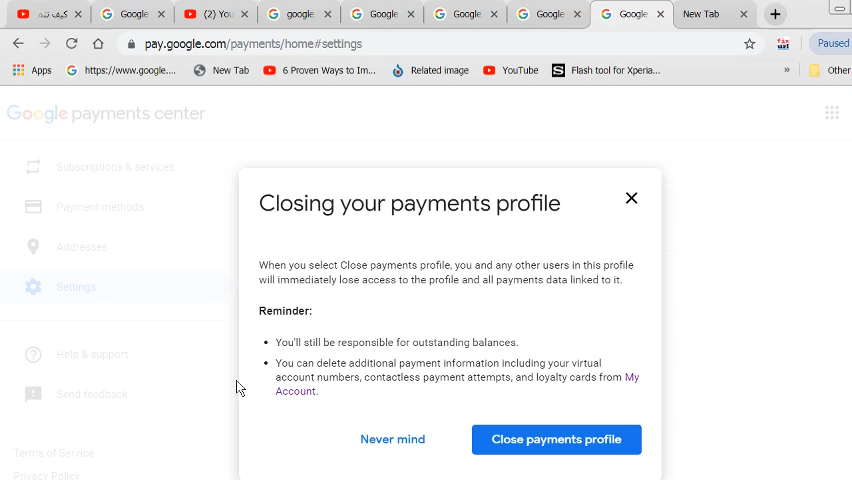 كيف تند
Google
(2) You
google
Google
Google
Google
Google
New Tab
pay.google.com/payments/home#settings
fix
url
Paused
Apps
https://www.google....
New Tab
6 Proven Ways to Im...
Related image
YouTube
Flash tool for Xperia...
»
Other
Google payments center
Subscriptions & services
Payment methods
Addresses
Settings
Help & support
Send feedback
Terms of Service
Privacy Policy
Closing your payments profile
When you select Close payments profile, you and any other users in this profile
will immediately lose access to the profile and all payments data linked to it.
Reminder:
• You'll still be responsible for outstanding balances.
• You can delete additional payment information including your virtual
account numbers, contactless payment attempts, and loyalty cards from My
Account.
Never mind
Close payments profile